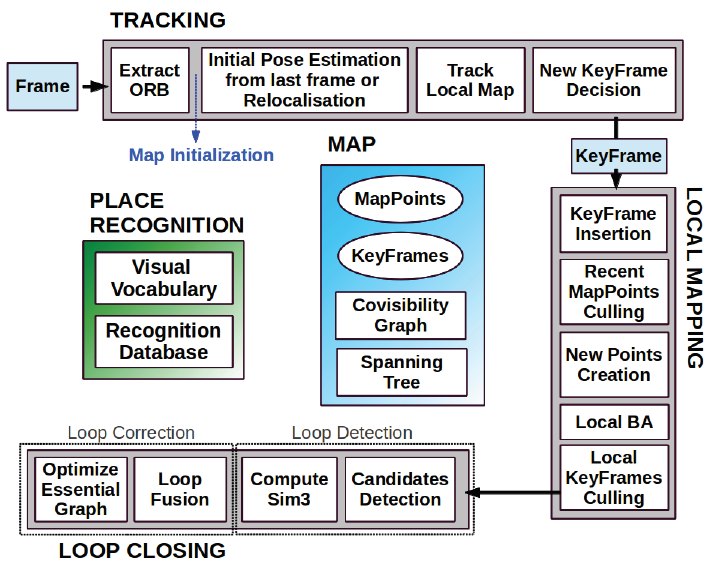 TRACKING
Frame
Extract
ORB
Initial Pose Estimation
from last frame or
Relocalisation
Track
Local Map
New KeyFrame
Decision
Map Initialization
KeyFrame
MAP
MapPoints
KeyFrames
Covisibility
Graph
Spanning
Tree
PLACE
RECOGNITION
Visual
Vocabulary
Recognition
Database
LOCAL MAPPING
KeyFrame
Insertion
Recent
MapPoints
Culling
New Points
Creation
Local BA
Local
KeyFrames
Culling
Loop Correction
Loop Detection
Optimize
Essential
Graph
Loop
Fusion
Compute
Sim3
Candidates
Detection
LOOP CLOSING